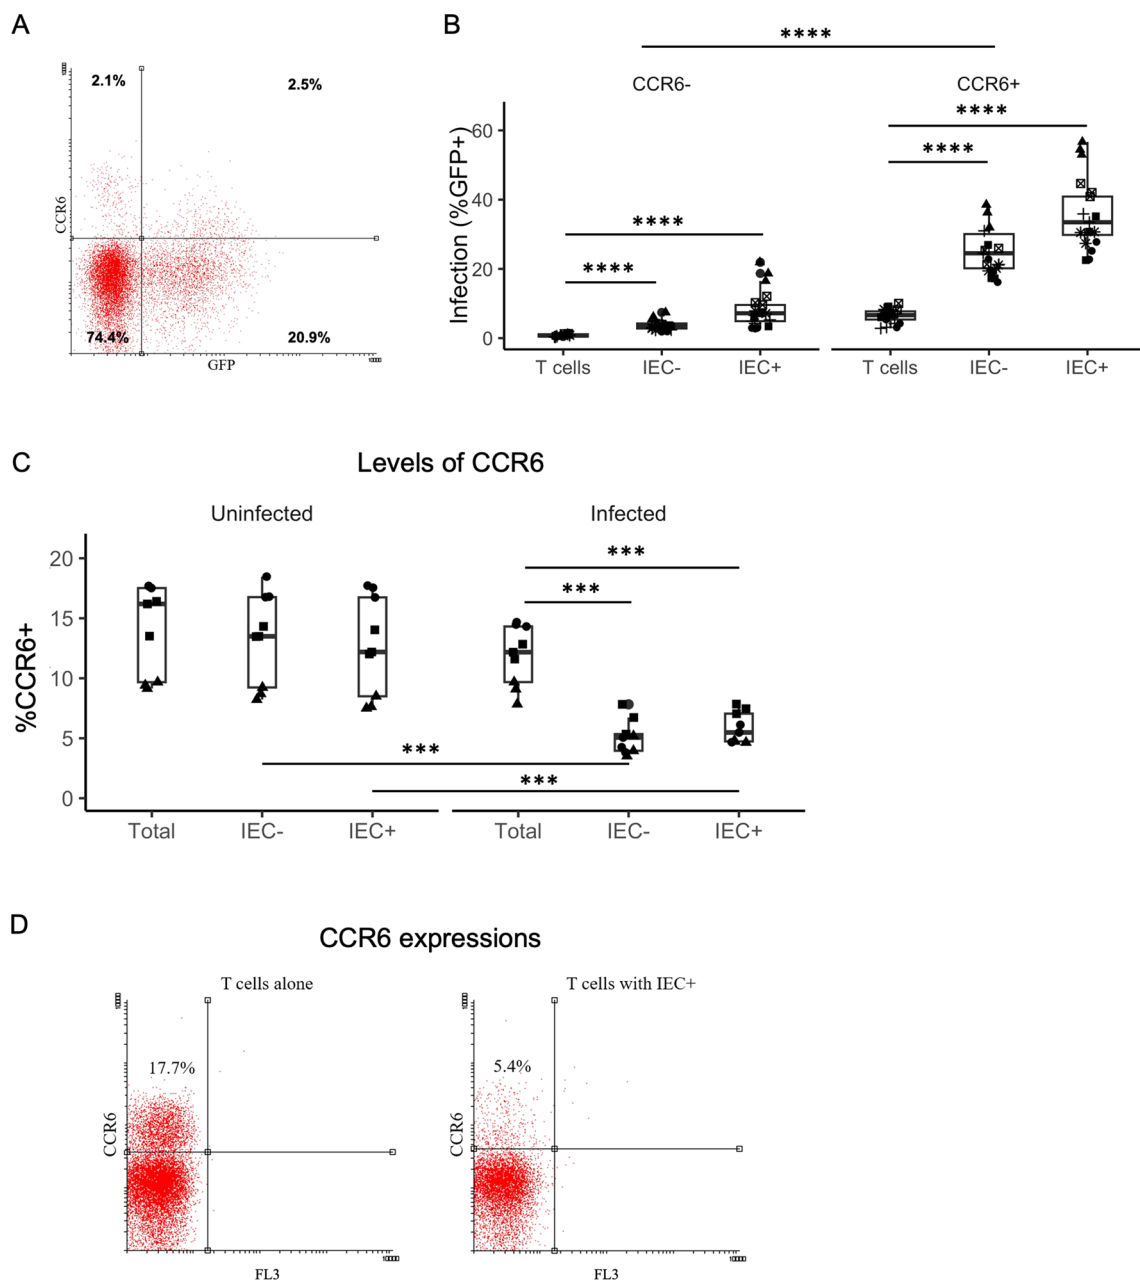 A
2.1%
2.5%
CCR6
74.4%
20.9%
GFP
B
****
CCR6-
CCR6+
****
****
****
****
Infection (%GFP+)
60
40
20
0
T cells
IEC-
IEC+
T cells
IEC-
IEC+
C
Levels of CCR6
Uninfected
Infected
***
***
***
***
%CCR6+
20
15
10
5
0
Total
IEC-
IEC+
Total
IEC-
IEC+
D
CCR6 expressions
T cells alone
17.7%
CCR6
FL3
T cells with IEC+
5.4%
CCR6
FL3